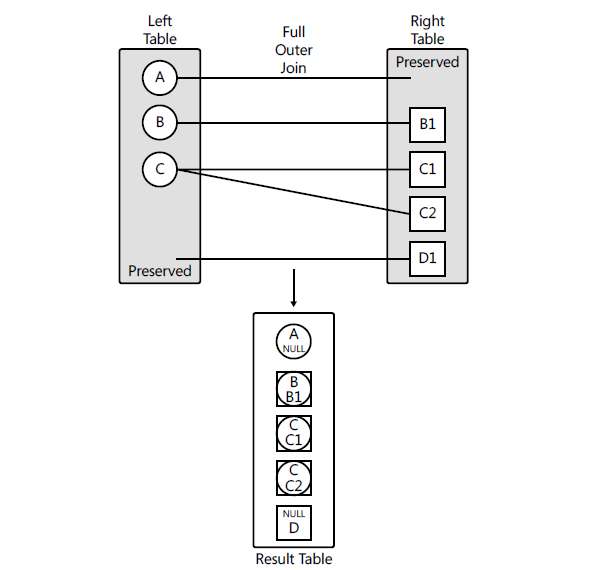 Left
Table
Full
Outer
Join
Right
Table
Preserved
A
B
B1
C
C1
C2
D1
Preserved
A
NULL
B
B1
C
C1
C
C2
NULL
D
Result Table